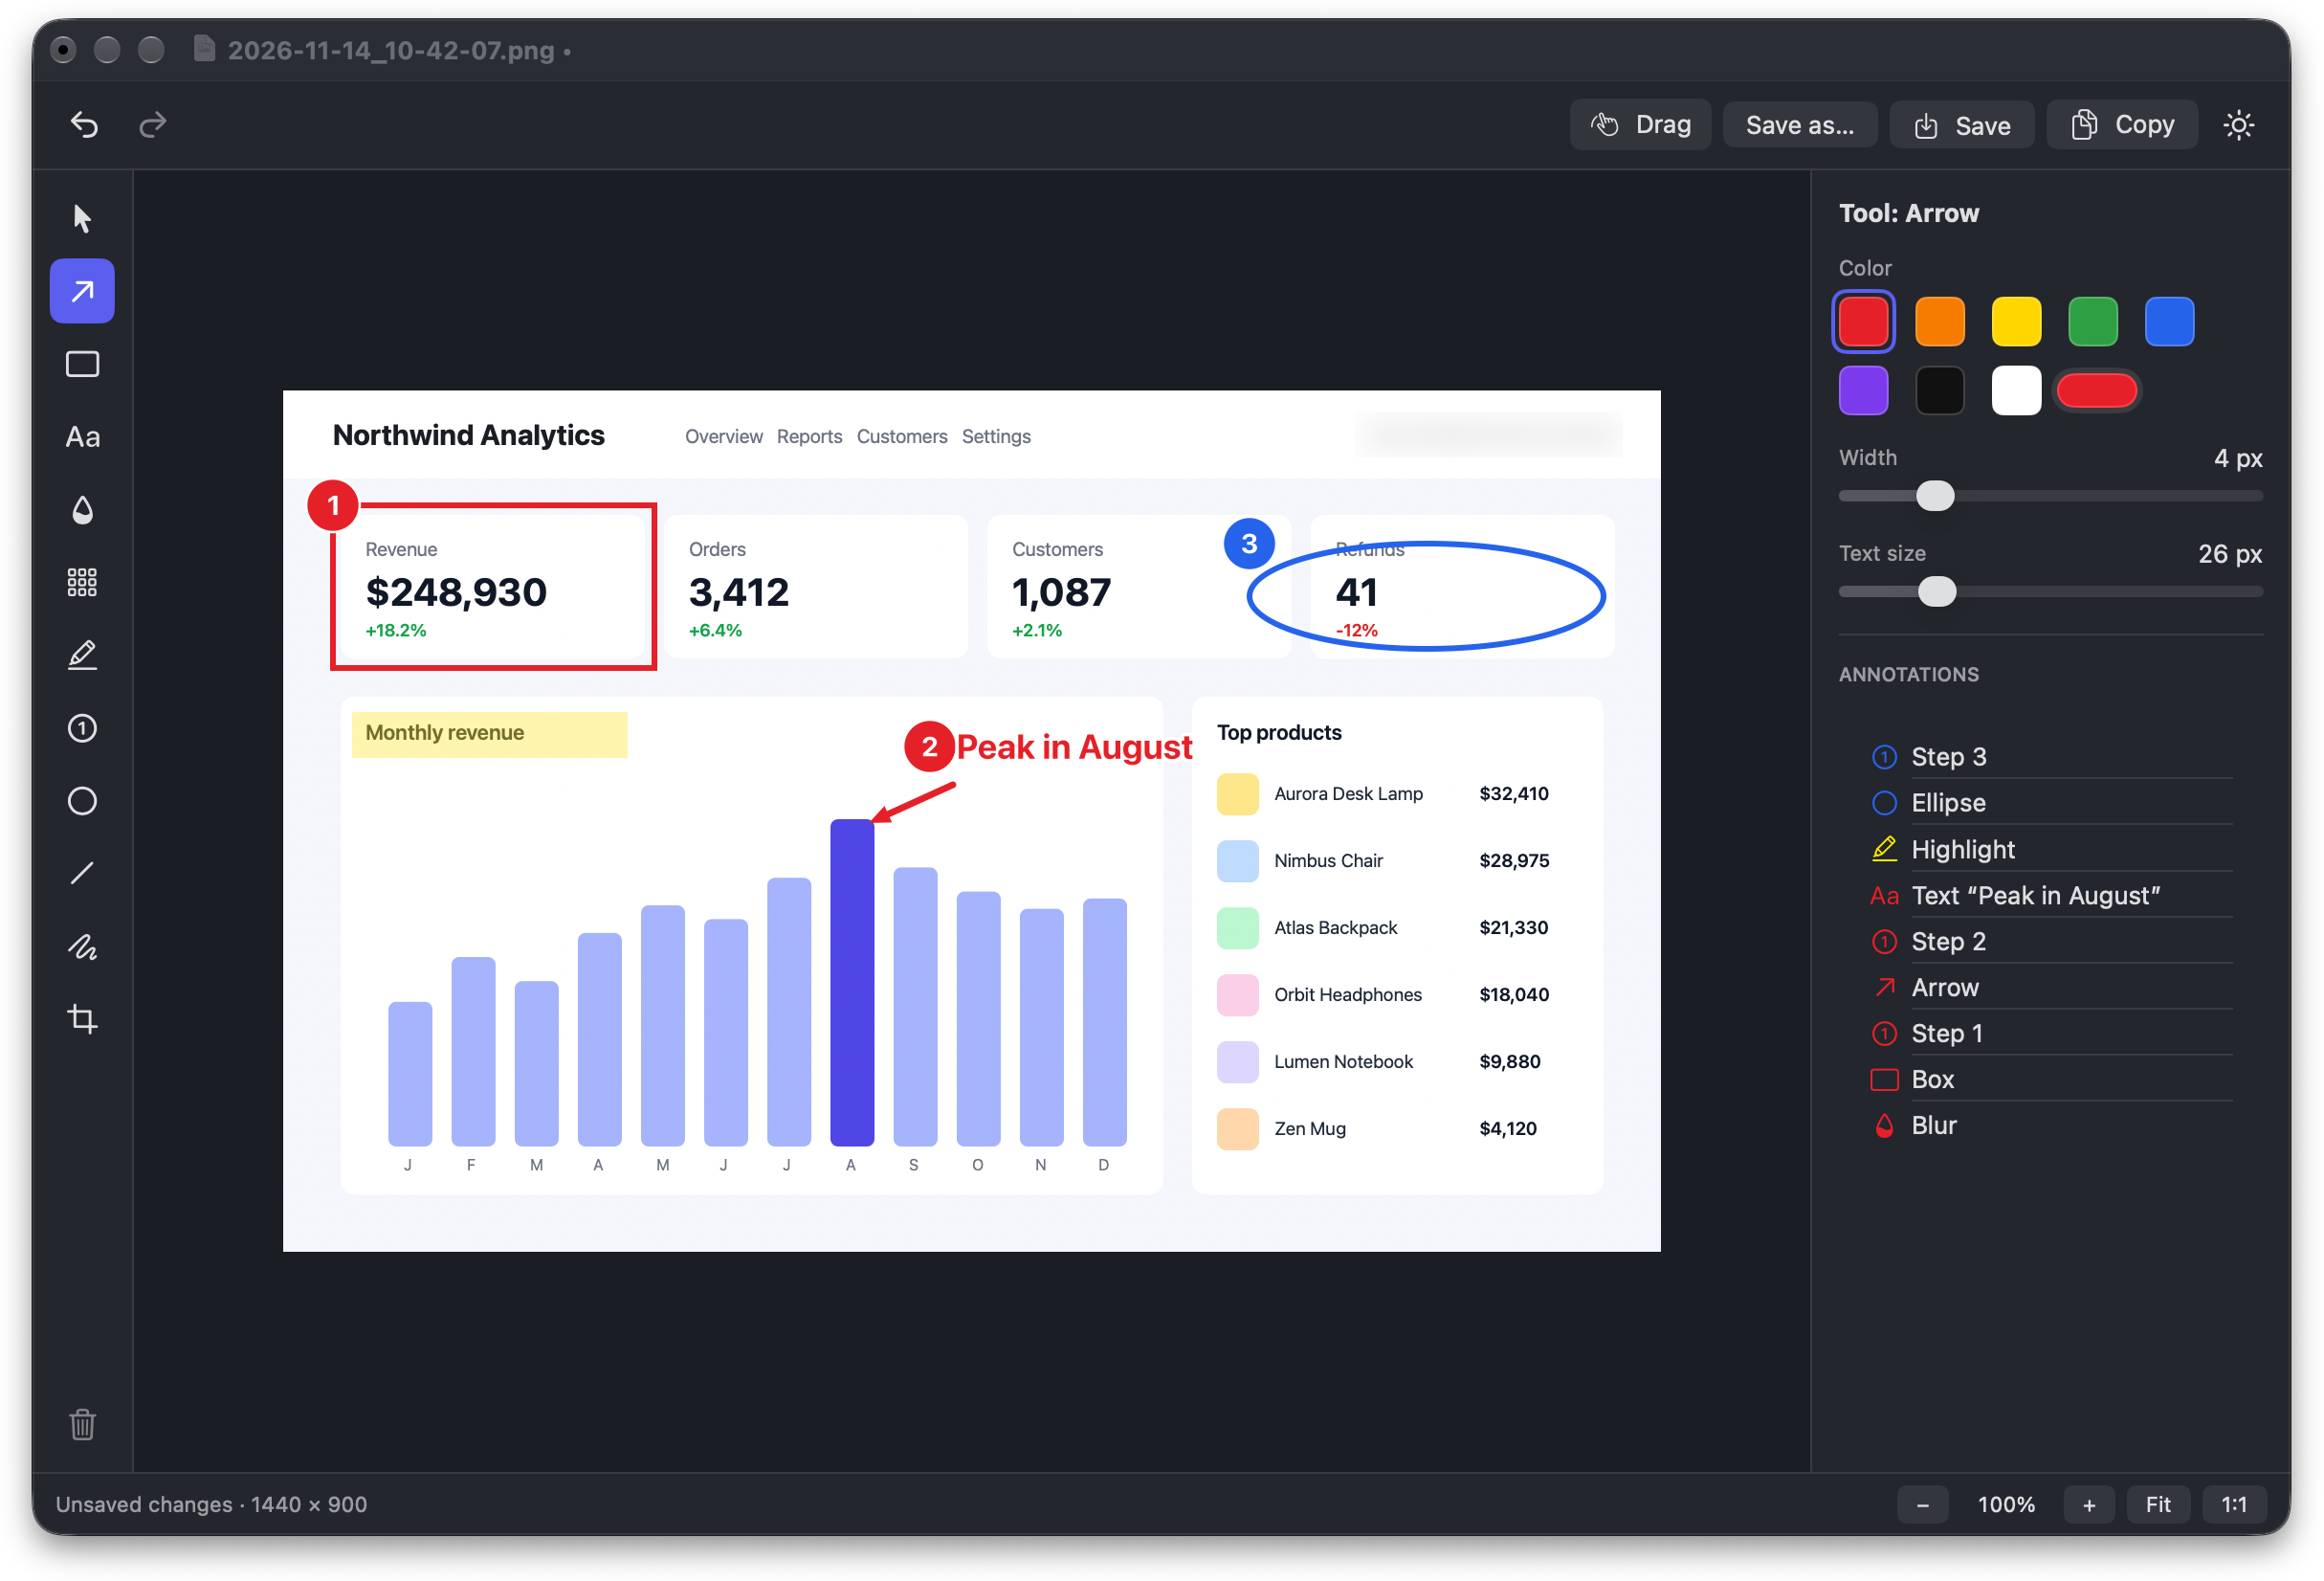 2026-11-14_10-42-07.png •
Drag
Save as...
Save
Copy
Tool: Arrow
Color
Width 4 px
Text size 26 px
ANNOTATIONS
1 Step 3
Ellipse
Highlight
Aa Text “Peak in August”
1 Step 2
Arrow
1 Step 1
Box
Blur
Aa
1
Northwind Analytics
Overview Reports Customers Settings
1
Revenue
$248,930
+18.2%
Orders
3,412
+6.4%
Customers
1,087
+2.1%
3
Refunds
41
-12%
Monthly revenue
2 Peak in August
J F M A M J J A S O N D
Top products
Aurora Desk Lamp $32,410
Nimbus Chair $28,975
Atlas Backpack $21,330
Orbit Headphones $18,040
Lumen Notebook $9,880
Zen Mug $4,120
Unsaved changes · 1440 × 900
− 100% + Fit 1:1